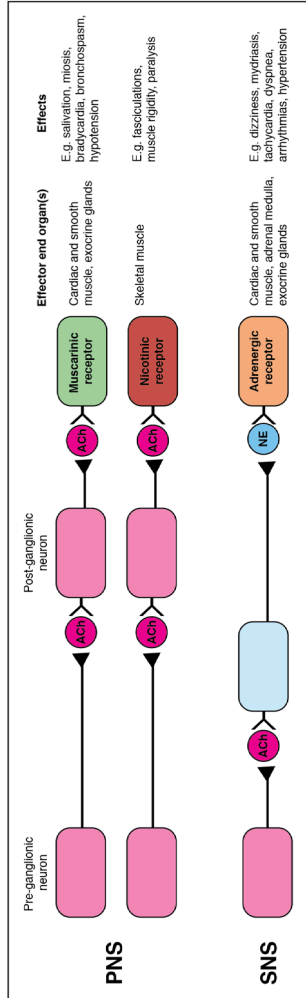 Pre-ganglionic
neuron
Post-ganglionic
neuron
Effector end organ(s)
Effects
PNS
ACh
ACh
Muscarinic
receptor
Cardiac and smooth
muscle, exocrine glands
E.g. salivation, miosis,
bradycardia, bronchospasm,
hypotension
ACh
ACh
Nicotinic
receptor
Skeletal muscle
E.g. fasciculations,
muscle rigidity, paralysis
SNS
ACh
NE
Adrenergic
receptor
Cardiac and smooth
muscle, adrenal medulla,
exocrine glands
E.g. dizziness, mydriasis,
tachycardia, dyspnea,
arrhythmias, hypertension